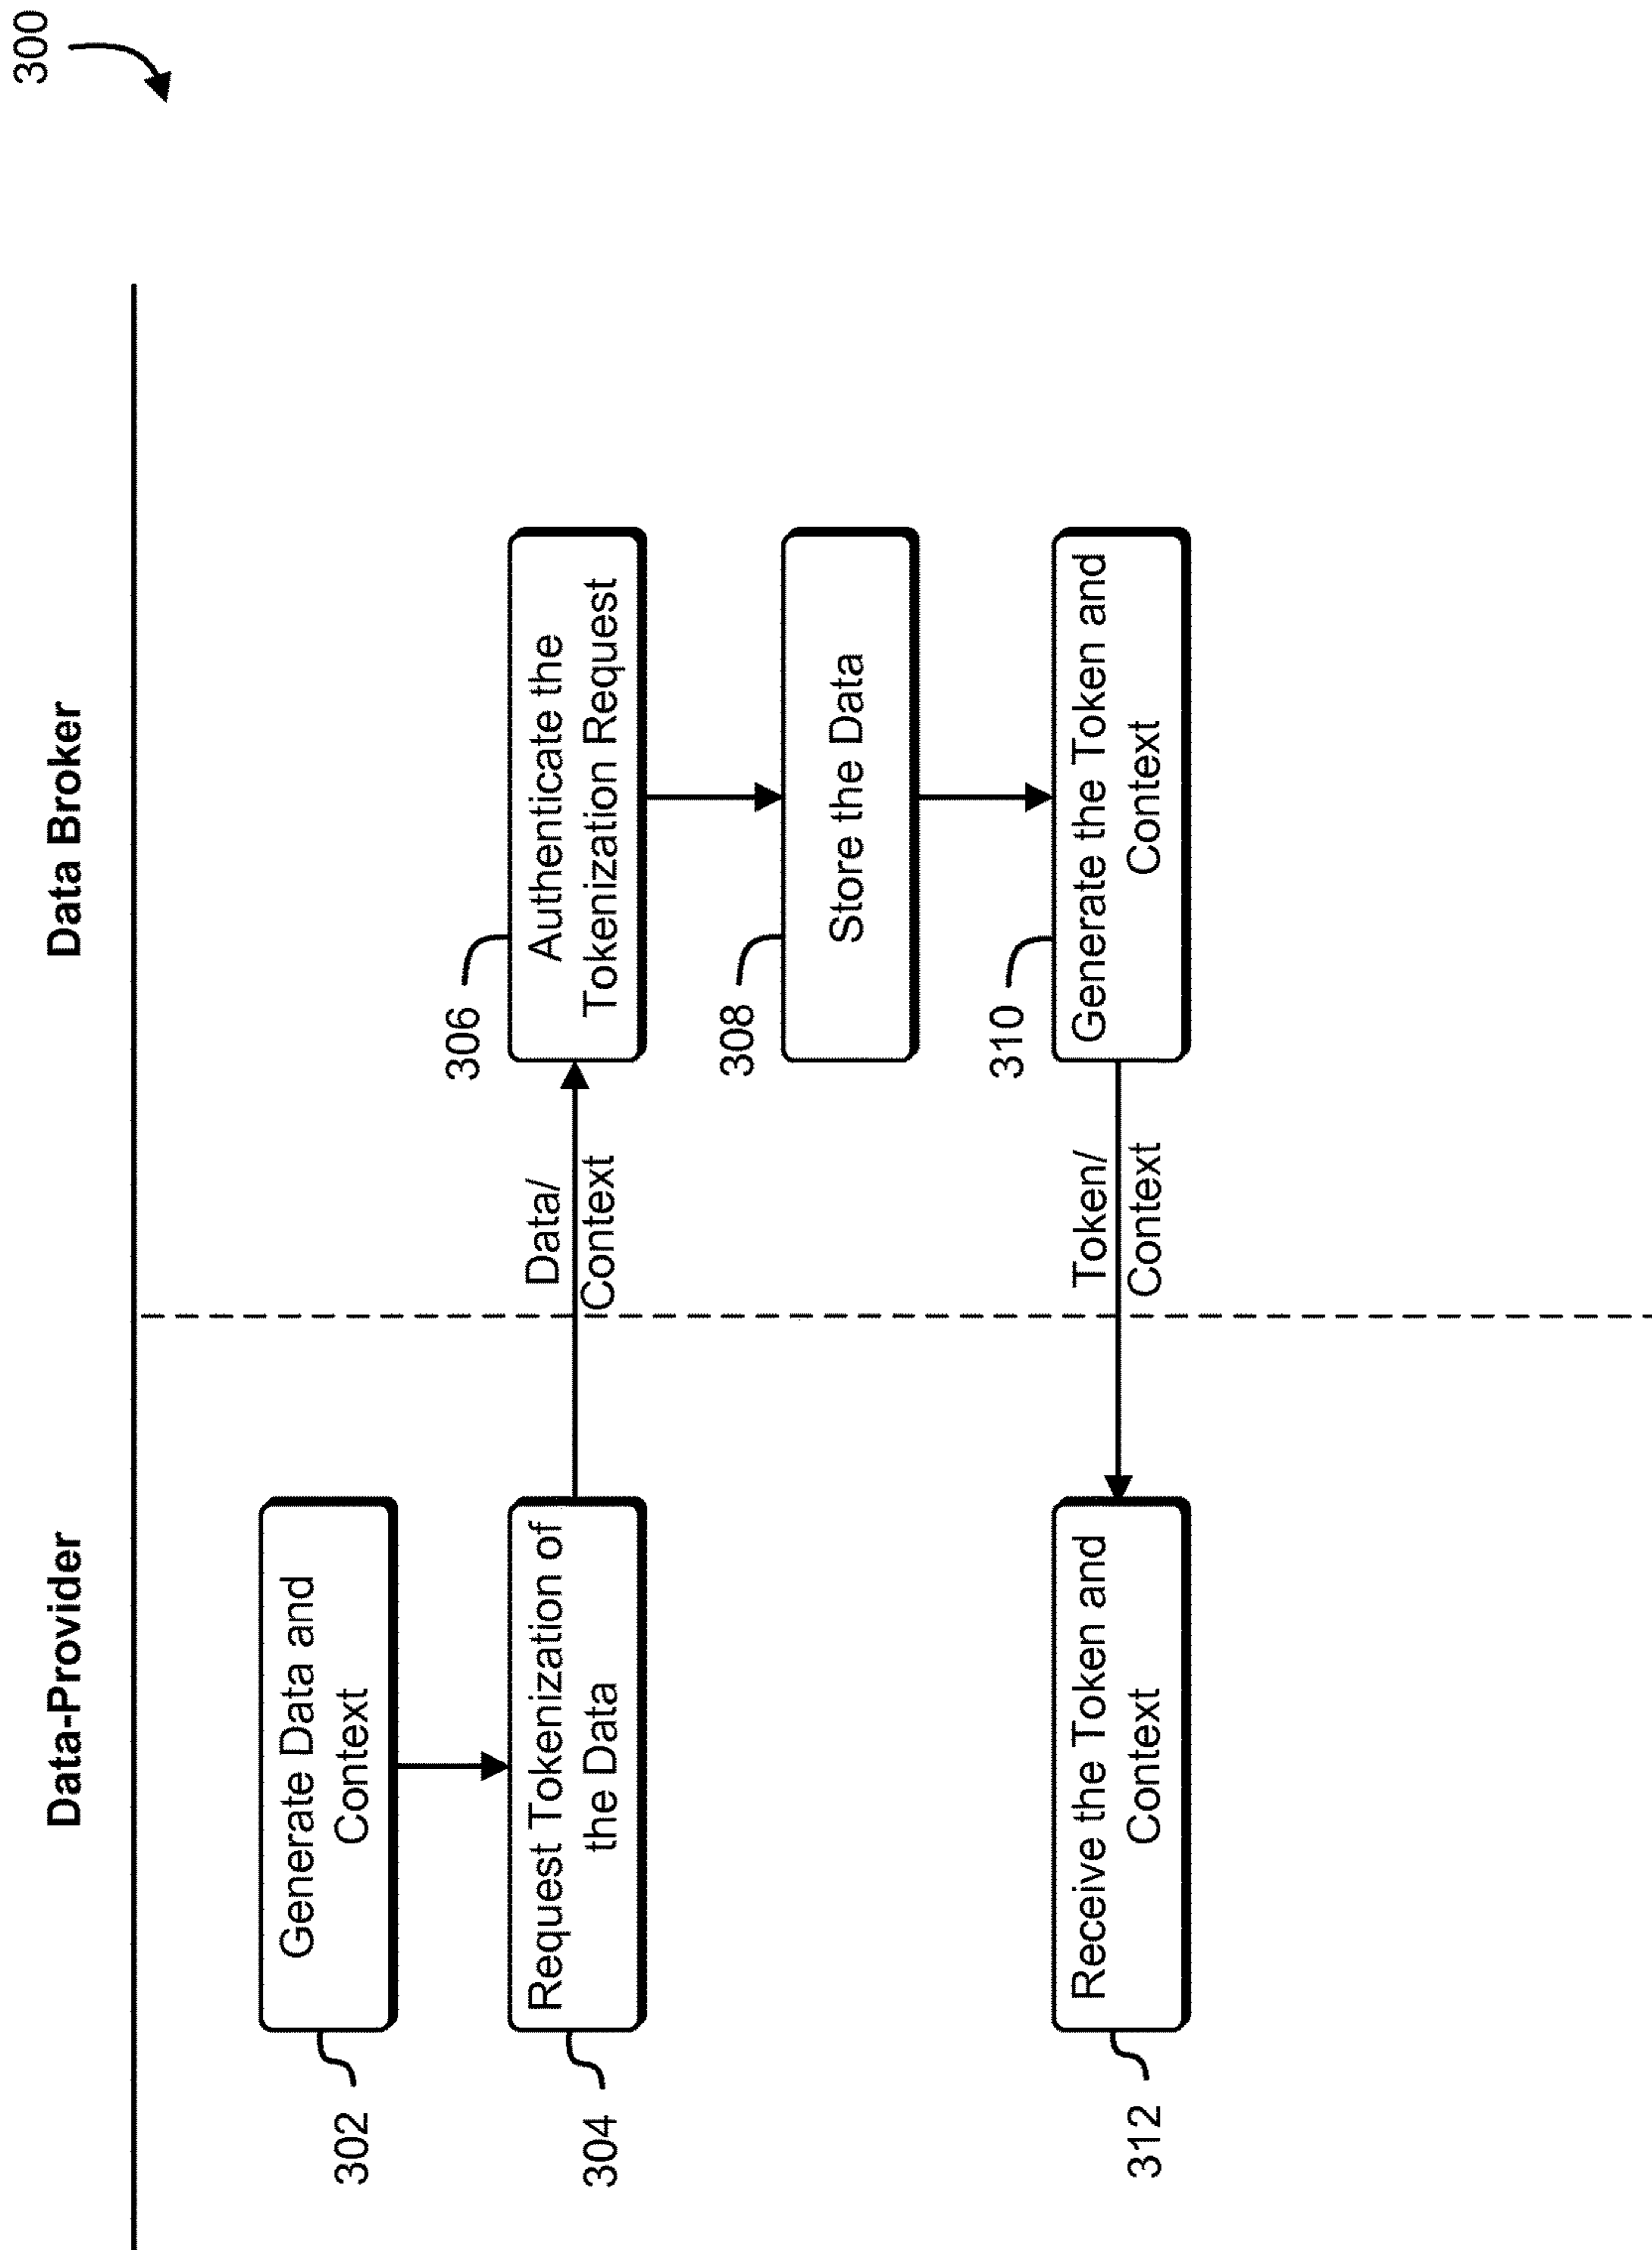 300
Data-Provider
Data Broker
302
Generate Data and
Context
304
Request Tokenization of
the Data
Data/
Context
306
Authenticate the
Tokenization Request
308
Store the Data
310
Generate the Token and
Context
Token/
Context
312
Receive the Token and
Context